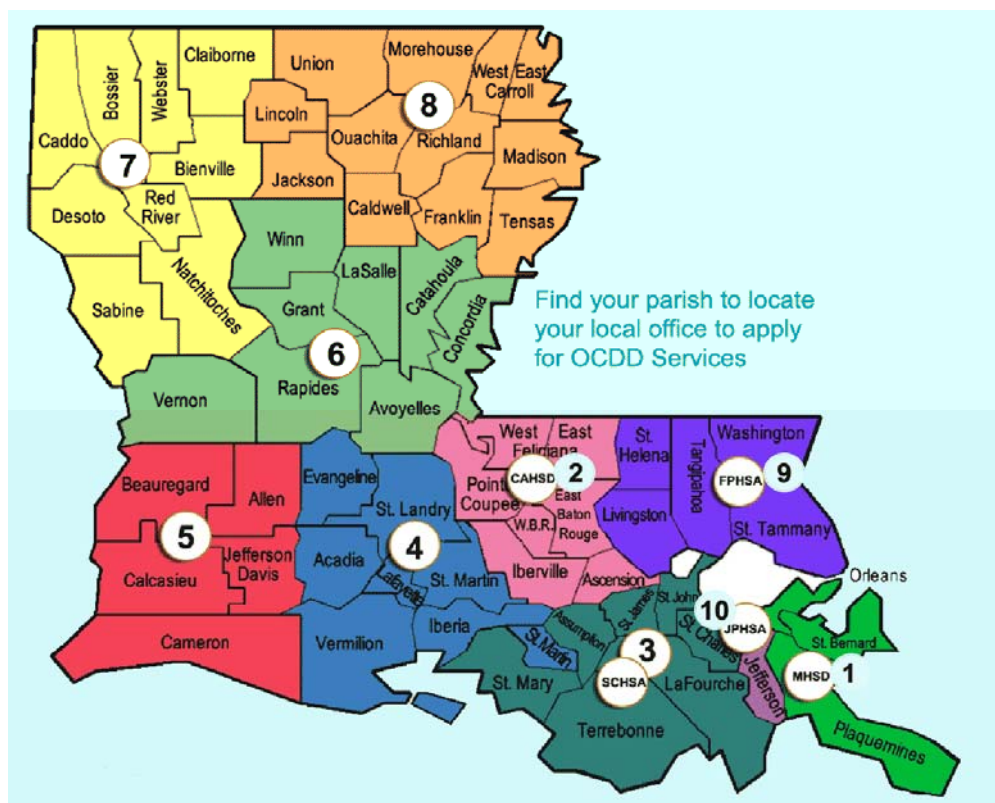 Claiborne
Morehouse
Union
Bossier
Webster
West
Carroll
East
8
Lincoln
Ouachita
Richland
Caddo
7
Bienville
Madison
Jackson
Red
River
Desoto
Caldwell
Franklin
Tensas
Winn
LaSalle
Catahoula
Natchitoches
Sabine
Grant
Concordia
Find your parish to locate
your local office to apply
for OCDD Services
6
Rapides
Vernon
Avoyelles
West
East
Feliciana
St.
Helena
Washington
Tangipahoa
Beauregard
Allen
Evangeline
Point
Coupee
CAHSD
2
FPHSA
9
East
Baton
Rouge
W.B.R.
St. Landry
Livingston
St. Tammany
5
4
Jefferson
Davis
Acadia
Calcasieu
Lafayette
St. Martin
Iberville
Ascension
Orleans
St. James
St. John
10
JPHSA
Cameron
Vermilion
Iberia
Assumption
St. Charles
St. Bernard
St. Martin
3
SCHSA
Jefferson
MHSD
1
St. Mary
LaFourche
Terrebonne
Plaquemines